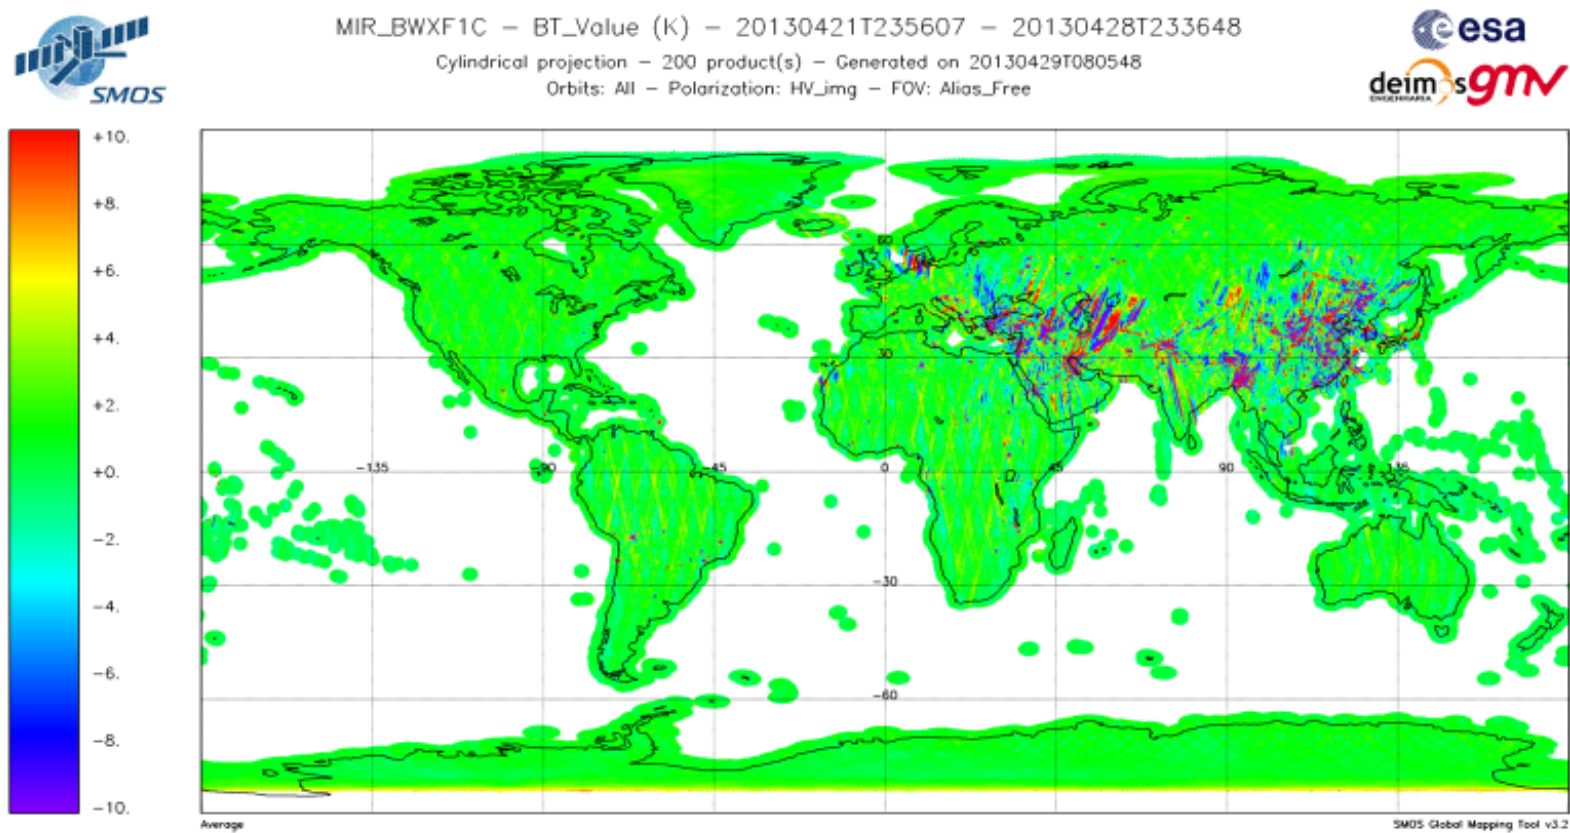 MIR_BWXF1C – BT_Value (K) – 20130421T235607 – 20130428T233648
Cylindrical projection – 200 product(s) – Generated on 20130429T080548
Orbits: All – Polarization: HV_img – FOV: Alias_Free
SMOS
esa
deimos
ENGENHARIA
gmv
+10.
+8.
+6.
+4.
+2.
+0.
-2.
-4.
-6.
-8.
-10.
60
30
-135 -90 -45 0 45 90 135
-30
-60
Average
SMOS Global Mapping Tool v3.2